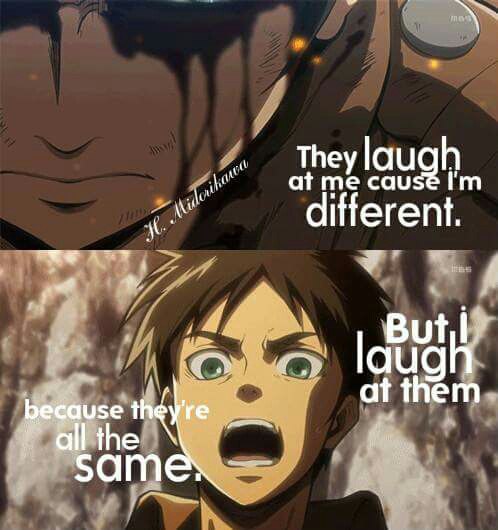 They laugh
at me cause I'm
different.
H. Midorikawa
But i
laugh
at them
because they're
all the
same.